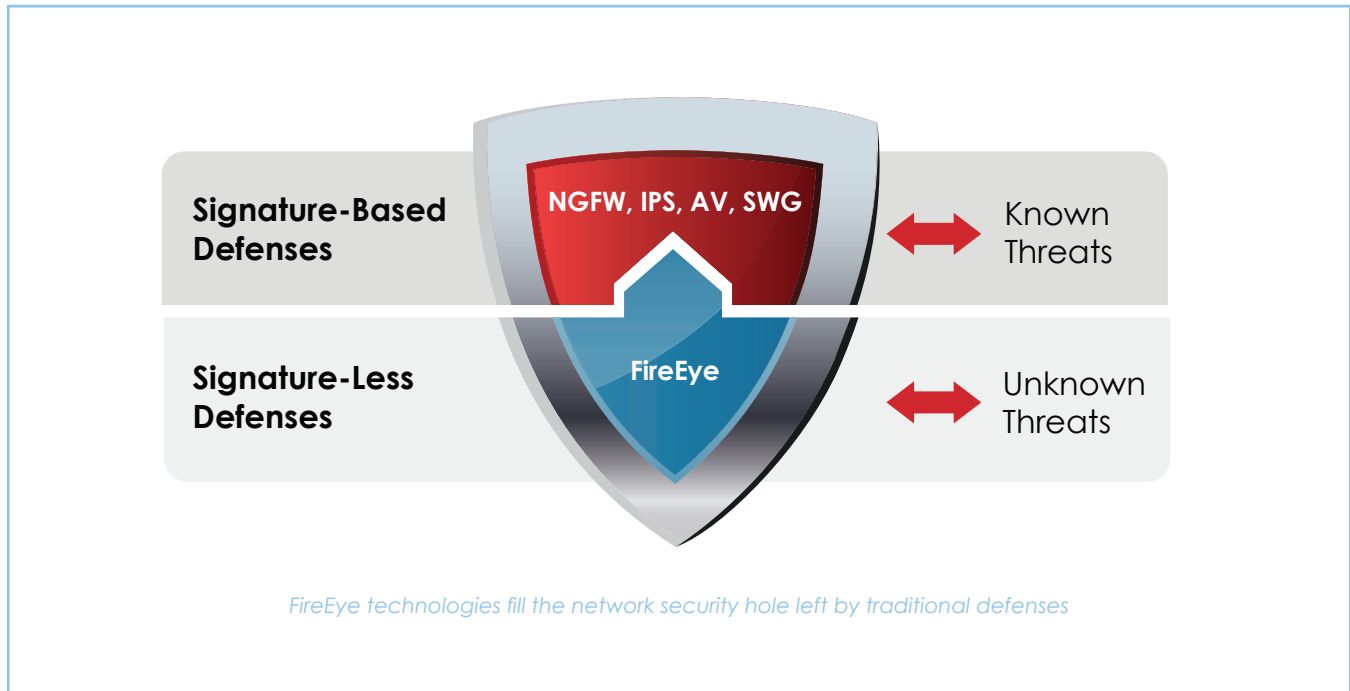 NGFW, IPS, AV, SWG
Signature-Based
Defenses
Known
Threats
Signature-Less
Defenses
FireEye
Unknown
Threats
FireEye technologies fill the network security hole left by traditional defenses